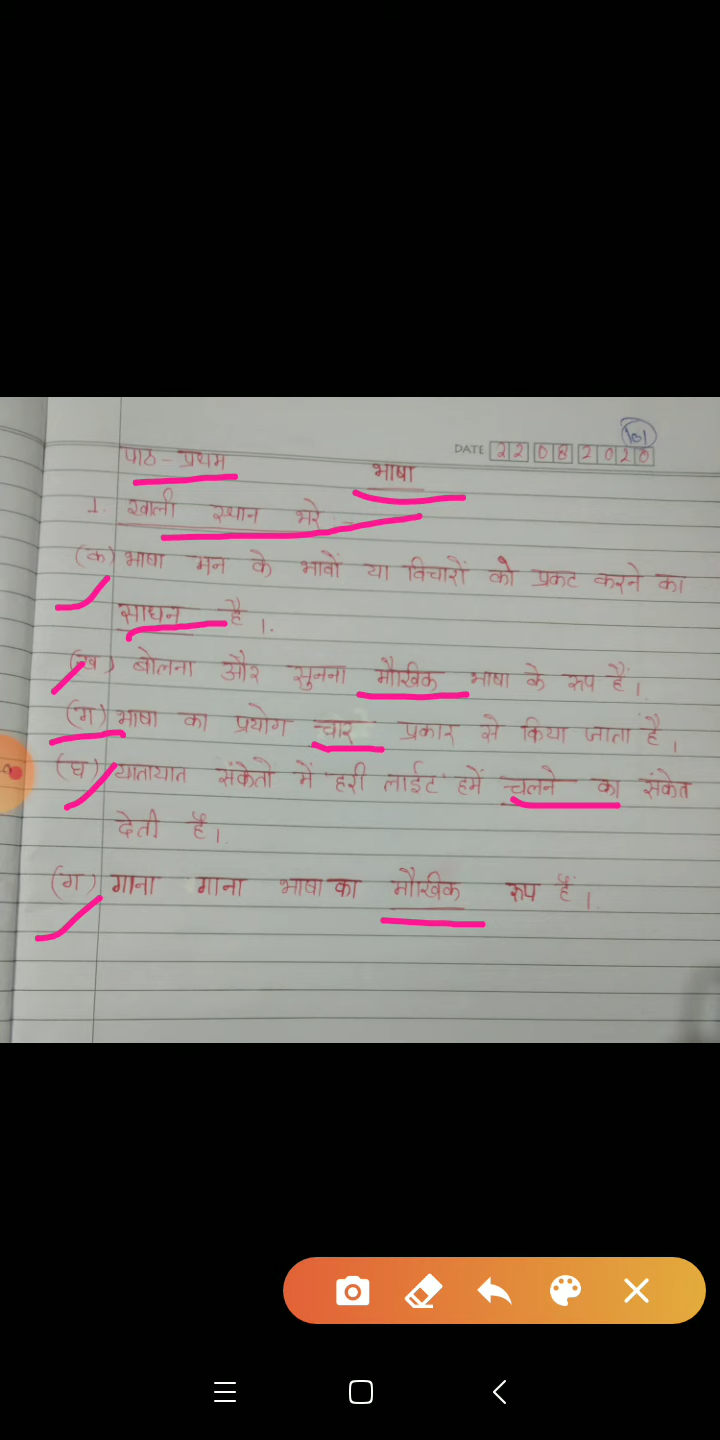 101
DATE 22 08 2020
पाठ - प्रथम
भाषा
1. खाली स्थान भरे -
(क) भाषा मन के भावों या विचारों को प्रकट करने का
साधन है।
(ख) बोलना और सुनना मौखिक भाषा के रूप हैं।
(ग) भाषा का प्रयोग चार प्रकार से किया जाता है।
(घ) यातायात संकेतो में हरी लाईट हमें चलने का संकेत
देती है।
(ग) गाना गाना भाषा का मौखिक रूप हैं।